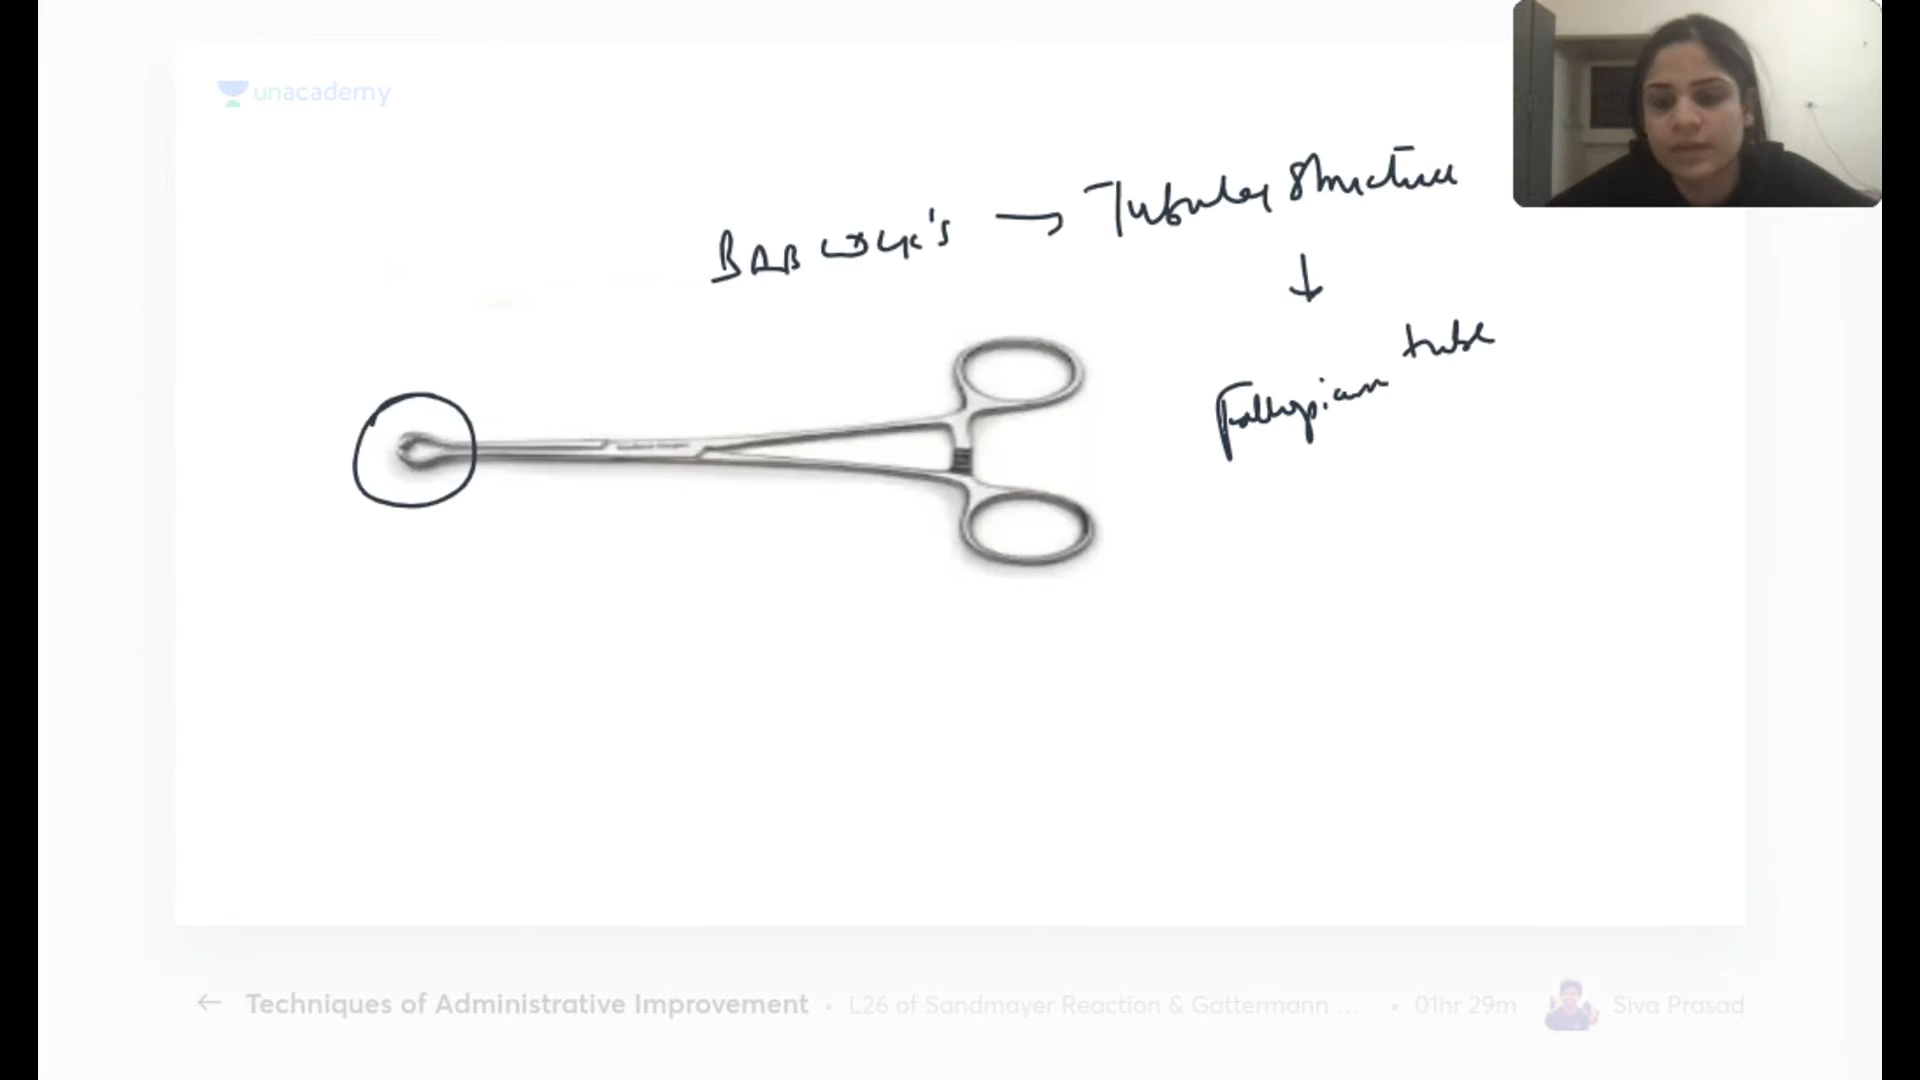 unacademy
BABCOCK's → Tubular Structure
↓
Fallopian tube
← Techniques of Administrative Improvement • L26 of Sandmayer Reaction & Gattermann ... • 01hr 29m Siva Prasad